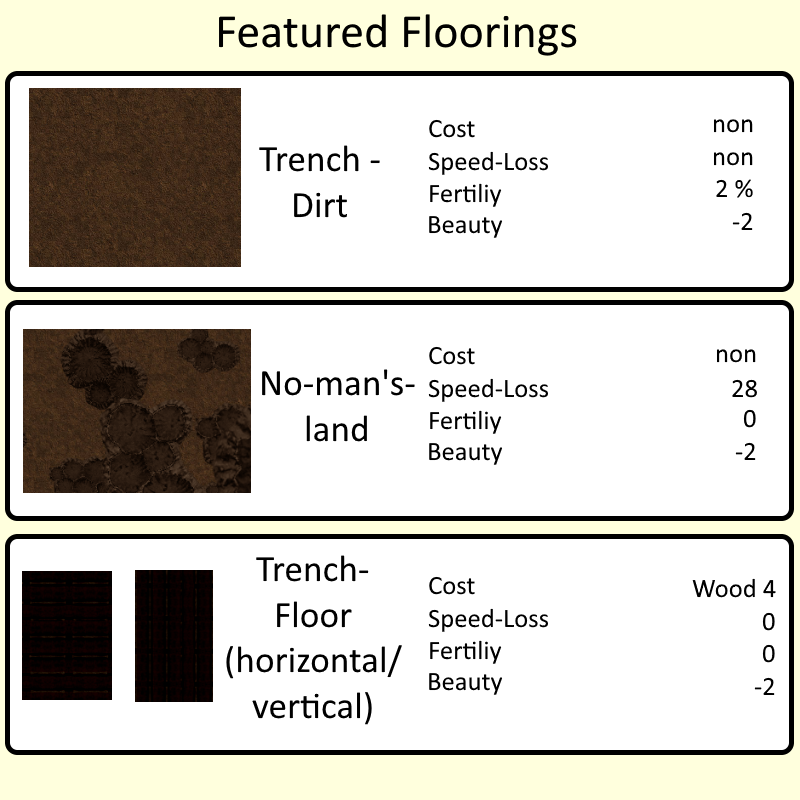 Featured Floorings
Trench -
Dirt
Cost non
Speed-Loss non
Fertiliy 2 %
Beauty -2
No-man's-
land
Cost non
Speed-Loss 28
Fertiliy 0
Beauty -2
Trench-
Floor
(horizontal/
vertical)
Cost Wood 4
Speed-Loss 0
Fertiliy 0
Beauty -2